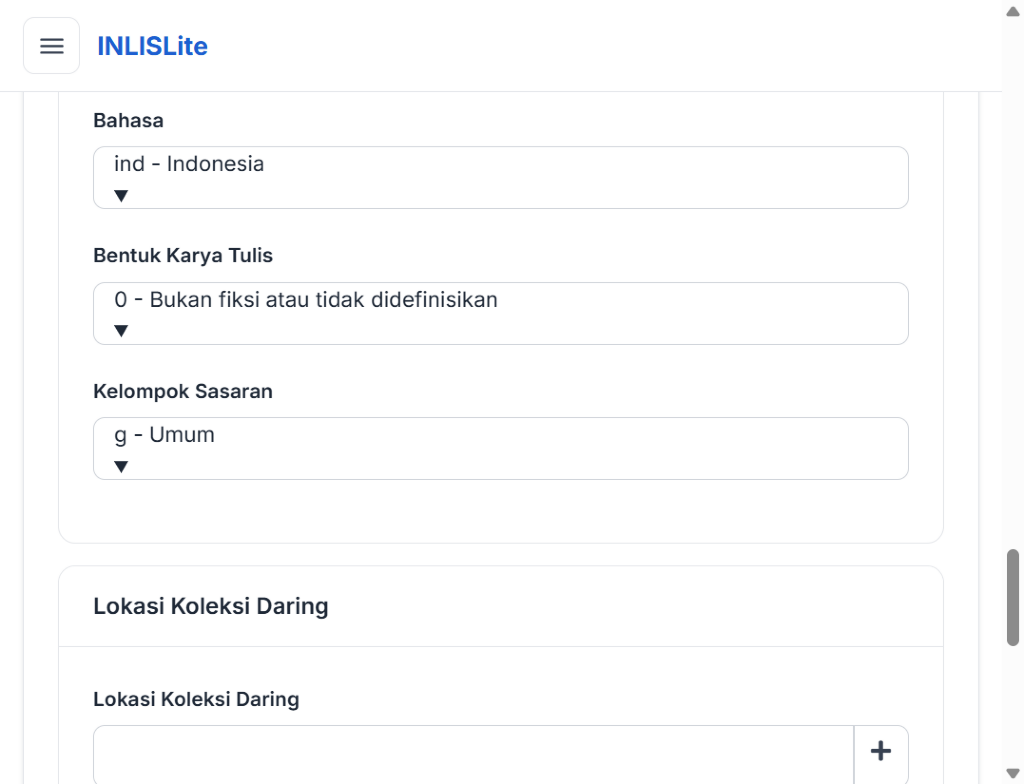 INLISLite
Bahasa
ind - Indonesia
Bentuk Karya Tulis
0 - Bukan fiksi atau tidak didefinisikan
Kelompok Sasaran
g - Umum
Lokasi Koleksi Daring
Lokasi Koleksi Daring